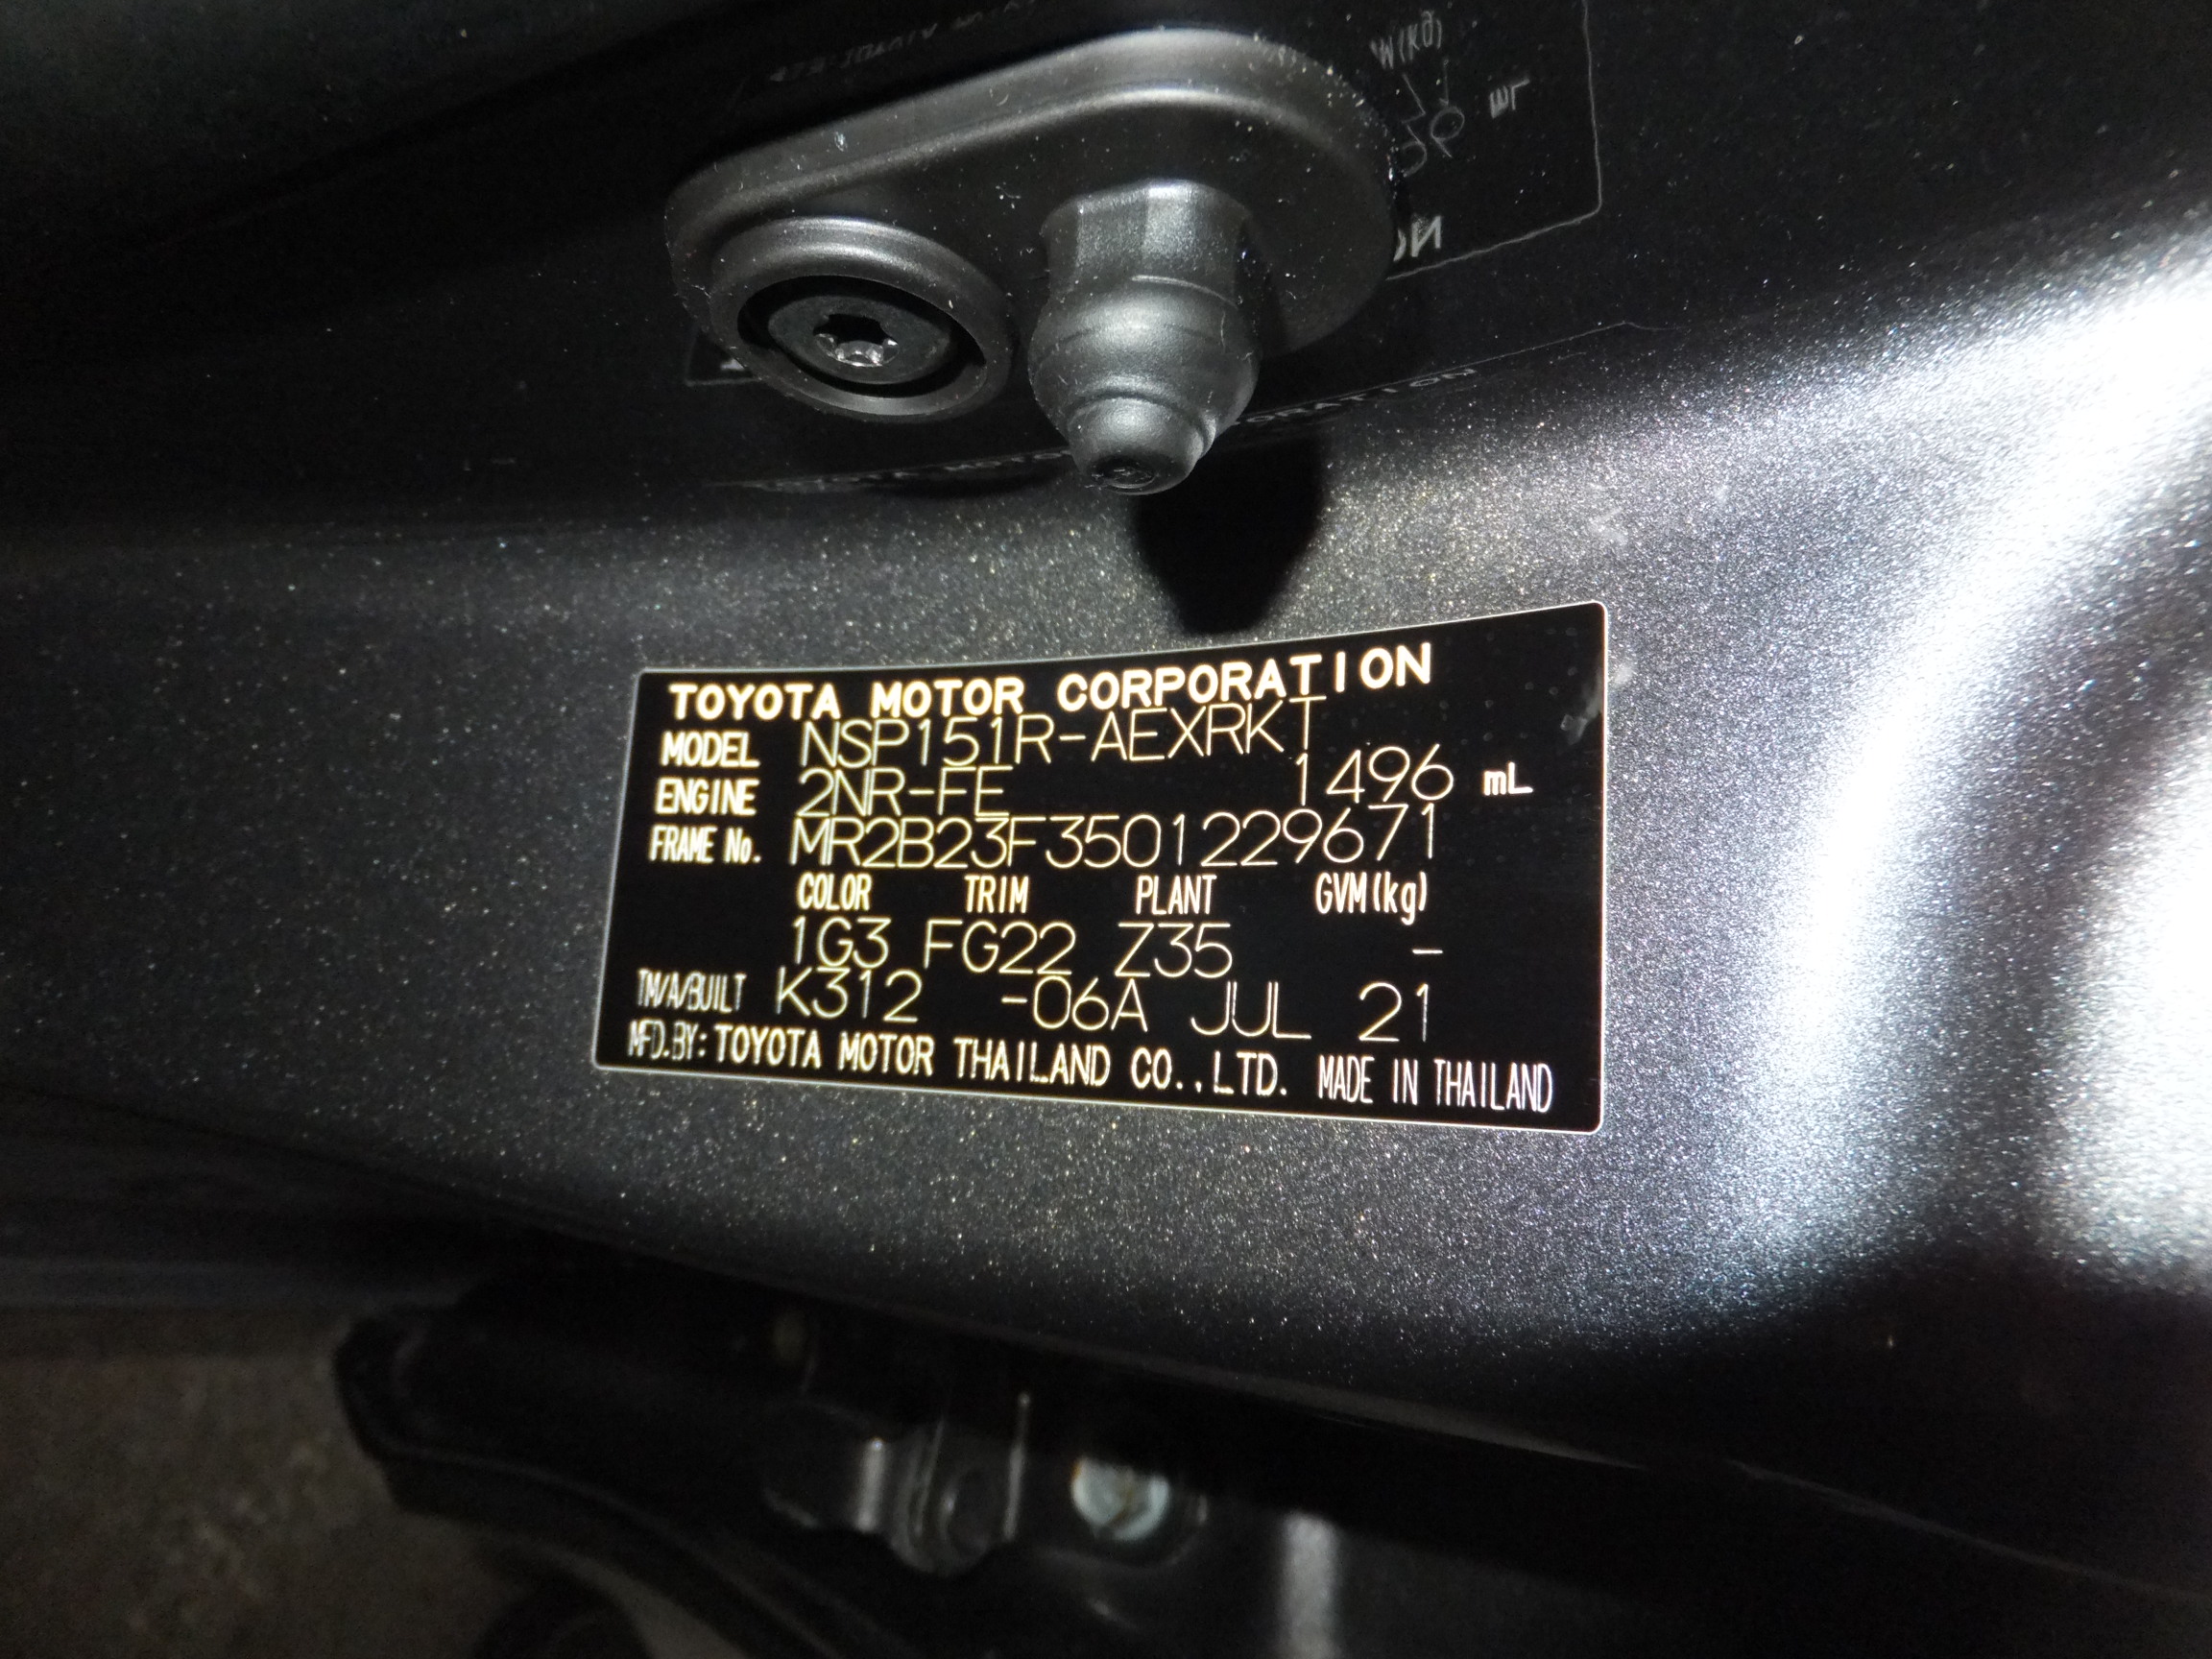 TOYOTA MOTOR CORPORATION
MODEL NSP151R-AEXRKT
ENGINE 2NR-FE 1496 mL
FRAME No. MR2B23F3501229671
COLOR TRIM PLANT GVM(kg)
1G3 FG22 Z35 -
TM/A/BUILT K312 -06A JUL 21
MFD.BY: TOYOTA MOTOR THAILAND CO.,LTD. MADE IN THAILAND